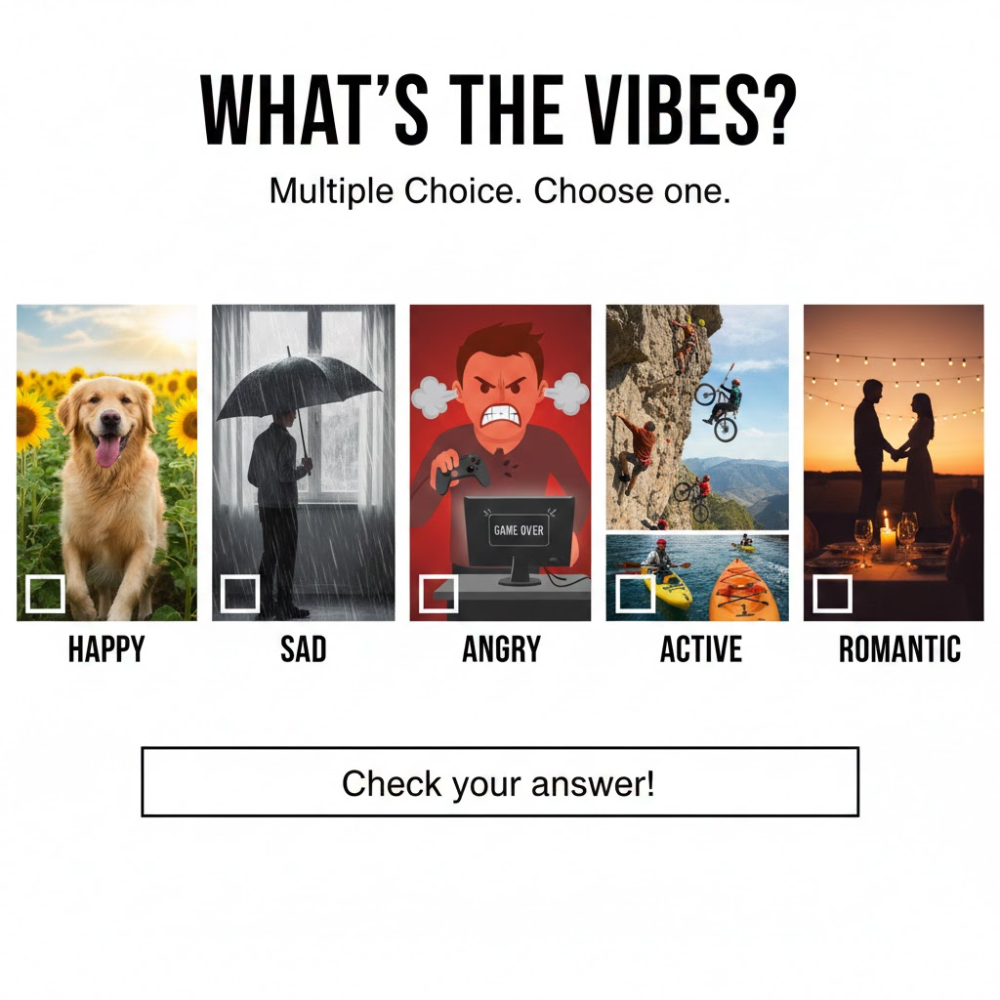 WHAT'S THE VIBES?
Multiple Choice. Choose one.
GAME OVER
HAPPY
SAD
ANGRY
ACTIVE
ROMANTIC
Check your answer!